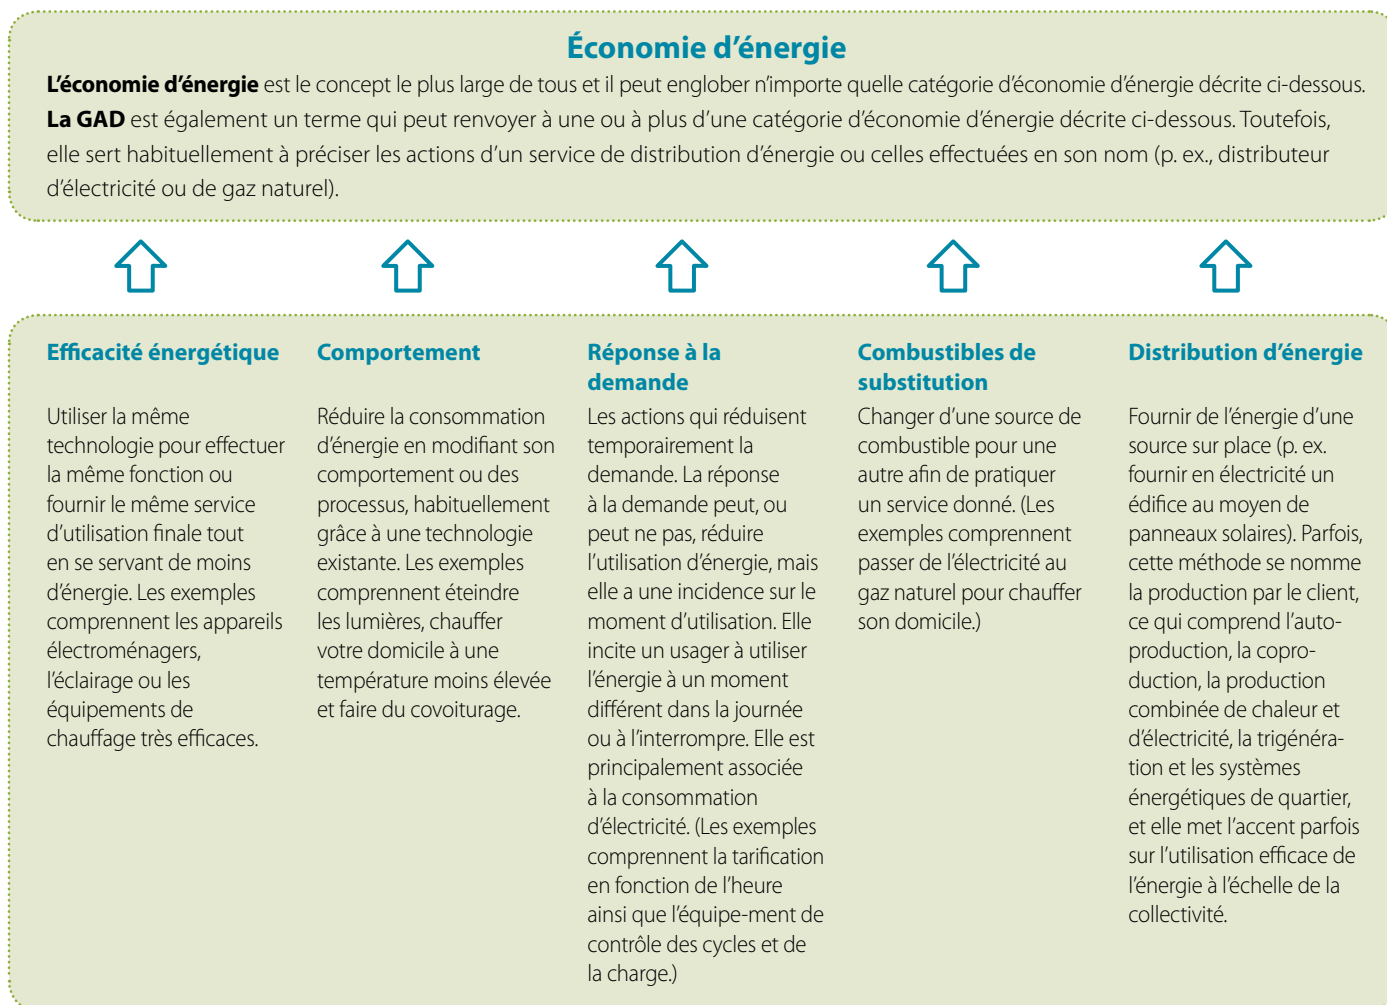 Économie d’énergie
L’économie d’énergie est le concept le plus large de tous et il peut englober n’importe quelle catégorie d’économie d’énergie décrite ci-dessous.
La GAD est également un terme qui peut renvoyer à une ou à plus d’une catégorie d’économie d’énergie décrite ci-dessous. Toutefois,
elle sert habituellement à préciser les actions d’un service de distribution d’énergie ou celles effectuées en son nom (p. ex., distributeur
d’électricité ou de gaz naturel).
Efficacité énergétique
Utiliser la même
technologie pour effectuer
la même fonction ou
fournir le même service
d’utilisation finale tout
en se servant de moins
d’énergie. Les exemples
comprennent les appareils
électroménagers,
l’éclairage ou les
équipements de
chauffage très efficaces.
Comportement
Réduire la consommation
d’énergie en modifiant son
comportement ou des
processus, habituellement
grâce à une technologie
existante. Les exemples
comprennent éteindre
les lumières, chauffer
votre domicile à une
température moins élevée
et faire du covoiturage.
Réponse à la
demande
Les actions qui réduisent
temporairement la
demande. La réponse
à la demande peut, ou
peut ne pas, réduire
l’utilisation d’énergie, mais
elle a une incidence sur le
moment d’utilisation. Elle
incite un usager à utiliser
l’énergie à un moment
différent dans la journée
ou à l’interrompre. Elle est
principalement associée
à la consommation
d’électricité. (Les exemples
comprennent la tarification
en fonction de l’heure
ainsi que l’équipe-ment de
contrôle des cycles et de
la charge.)
Combustibles de
substitution
Changer d’une source de
combustible pour une
autre afin de pratiquer
un service donné. (Les
exemples comprennent
passer de l’électricité au
gaz naturel pour chauffer
son domicile.)
Distribution d’énergie
Fournir de l’énergie d’une
source sur place (p. ex.
fournir en électricité un
édifice au moyen de
panneaux solaires). Parfois,
cette méthode se nomme
la production par le client,
ce qui comprend l’auto-
production, la copro-
duction, la production
combinée de chaleur et
d’électricité, la trigénéra-
tion et les systèmes
énergétiques de quartier,
et elle met l’accent parfois
sur l’utilisation efficace de
l’énergie à l’échelle de la
collectivité.